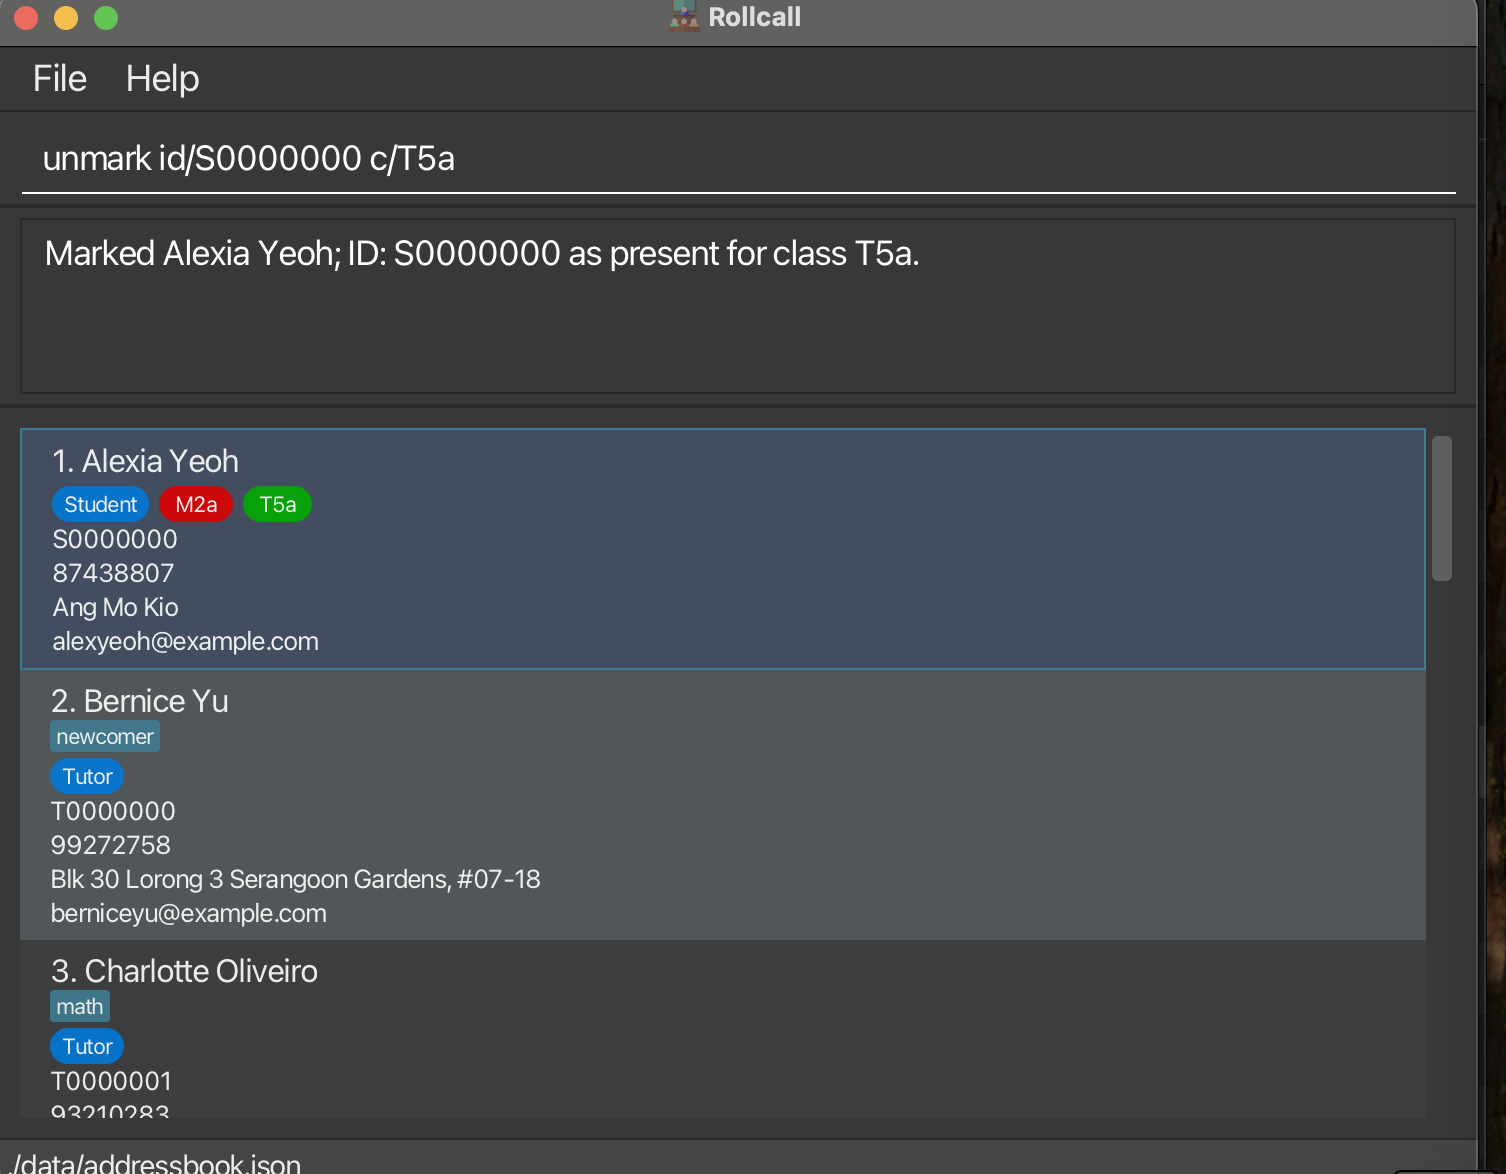 Rollcall
File Help
unmark id/S0000000 c/T5a
Marked Alexia Yeoh; ID: S0000000 as present for class T5a.
1. Alexia Yeoh
Student M2a T5a
S0000000
87438807
Ang Mo Kio
alexyeoh@example.com
2. Bernice Yu
newcomer
Tutor
T0000000
99272758
Blk 30 Lorong 3 Serangoon Gardens, #07-18
berniceyu@example.com
3. Charlotte Oliveiro
math
Tutor
T0000001
93210283
./data/addressbook.json